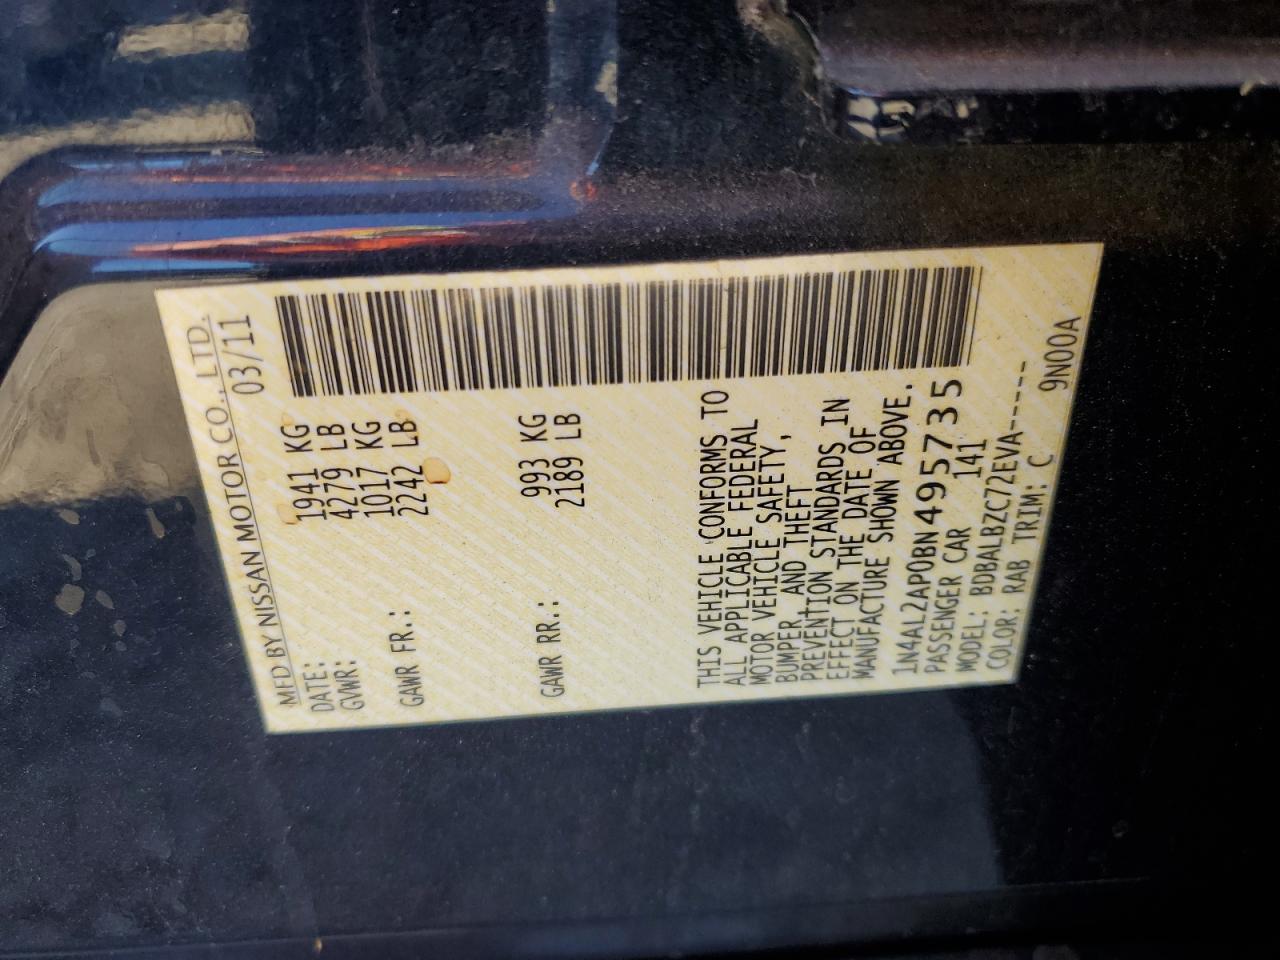 MFD BY NISSAN MOTOR CO., LTD.
DATE: 03/11
GVWR: 1941 KG
4279 LB
GAWR FR.: 1017 KG
2242 LB
GAWR RR.: 993 KG
2189 LB
THIS VEHICLE CONFORMS TO
ALL APPLICABLE FEDERAL
MOTOR VEHICLE SAFETY,
BUMPER, AND THEFT
PREVENTION STANDARDS IN
EFFECT ON THE DATE OF
MANUFACTURE SHOWN ABOVE.
1N4AL2AP0BN495735
PASSENGER CAR 141
MODEL: BDBALBZC72EVA-----
COLOR: RAB TRIM: C 9N00A